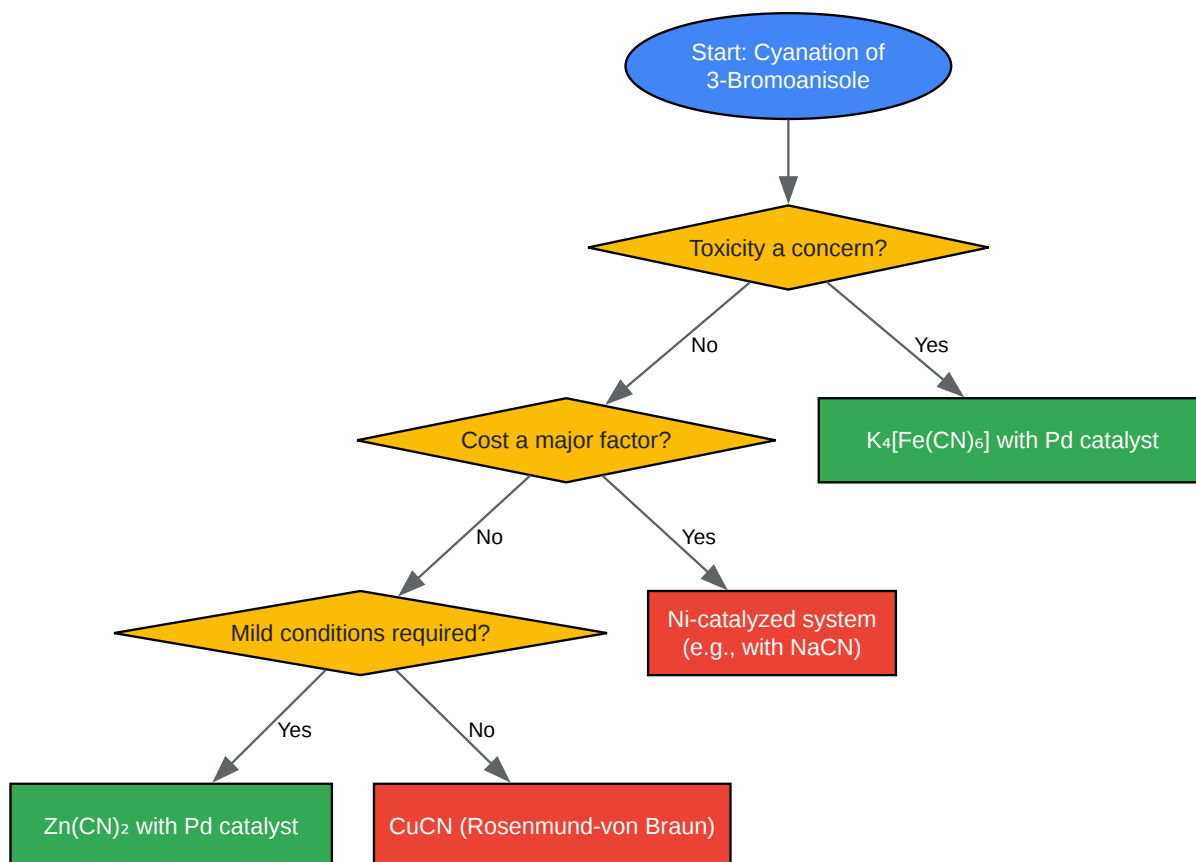 Start: Cyanation of
3-Bromoanisole
Toxicity a concern?
No
Yes
Cost a major factor?
K₄[Fe(CN)₆] with Pd catalyst
No
Yes
Mild conditions required?
Ni-catalyzed system
(e.g., with NaCN)
Yes
No
Zn(CN)₂ with Pd catalyst
CuCN (Rosenmund-von Braun)